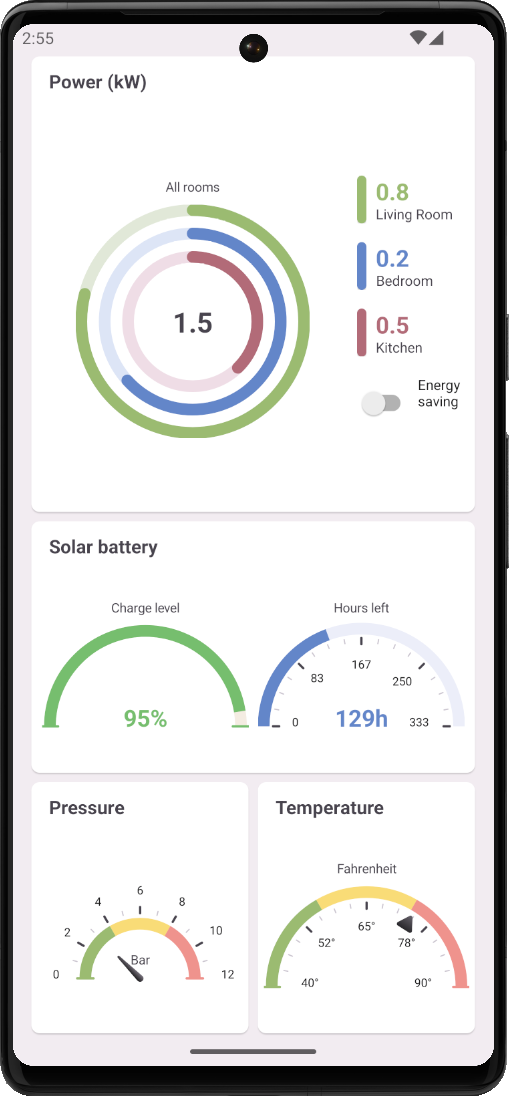 2:55
Power (kW)
All rooms
1.5
0.8
Living Room
0.2
Bedroom
0.5
Kitchen
Energy
saving
Solar battery
Charge level
95%
Hours left
0
83
167
250
333
129h
Pressure
0
2
4
6
8
10
12
Bar
Temperature
Fahrenheit
40°
52°
65°
78°
90°